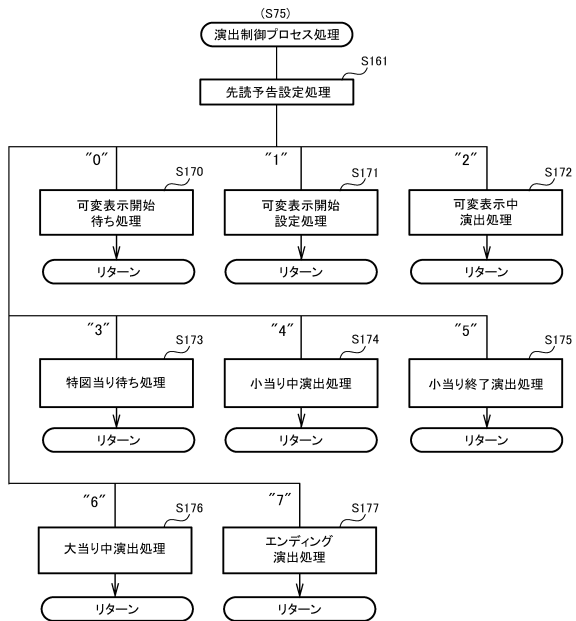 (S75)
演出制御プロセス処理
S161
先読予告設定処理
"0"
"1"
"2"
S170
S171
S172
可変表示開始
待ち処理
可変表示開始
設定処理
可変表示中
演出処理
リターン
リターン
リターン
"3"
"4"
"5"
S173
S174
S175
特図当り待ち処理
小当り中演出処理
小当り終了演出処理
リターン
リターン
リターン
"6"
"7"
S176
S177
大当り中演出処理
エンディング
演出処理
リターン
リターン